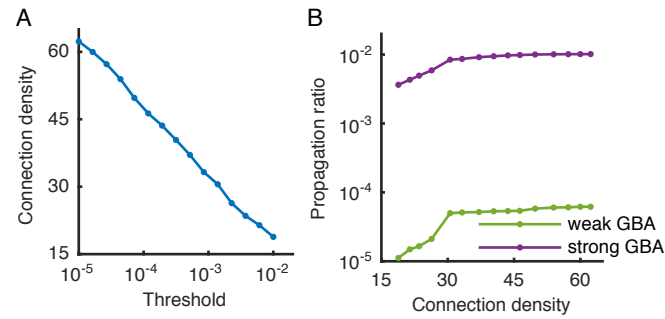 A
Connection density
60
45
30
15
10⁻⁵
10⁻⁴
10⁻³
10⁻²
Threshold
B
Propagation ratio
10⁻²
10⁻³
10⁻⁴
10⁻⁵
weak GBA
strong GBA
15
30
45
60
Connection density